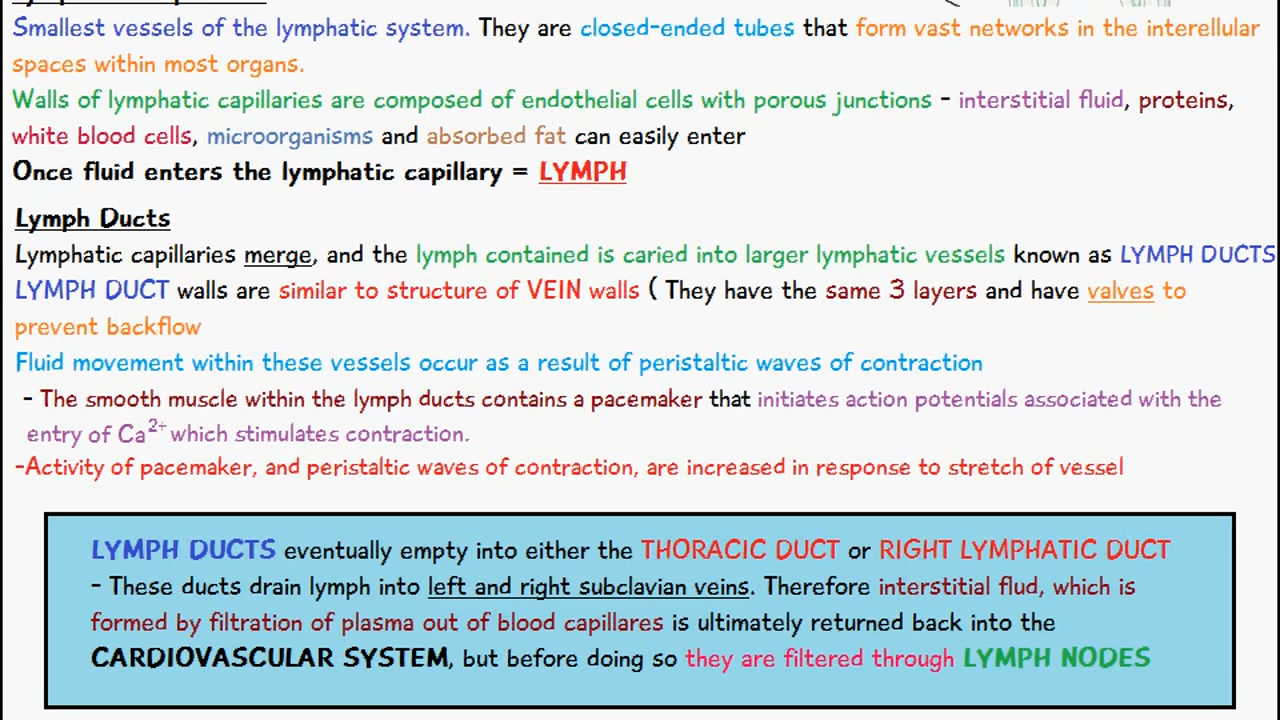 Smallest vessels of the lymphatic system. They are closed-ended tubes that form vast networks in the interellular
spaces within most organs.
Walls of lymphatic capillaries are composed of endothelial cells with porous junctions - interstitial fluid, proteins,
white blood cells, microorganisms and absorbed fat can easily enter
Once fluid enters the lymphatic capillary = LYMPH
Lymph Ducts
Lymphatic capillaries merge, and the lymph contained is caried into larger lymphatic vessels known as LYMPH DUCTS
LYMPH DUCT walls are similar to structure of VEIN walls ( They have the same 3 layers and have valves to
prevent backflow
Fluid movement within these vessels occur as a result of peristaltic waves of contraction
- The smooth muscle within the lymph ducts contains a pacemaker that initiates action potentials associated with the
entry of Ca²⁺ which stimulates contraction.
-Activity of pacemaker, and peristaltic waves of contraction, are increased in response to stretch of vessel
LYMPH DUCTS eventually empty into either the THORACIC DUCT or RIGHT LYMPHATIC DUCT
- These ducts drain lymph into left and right subclavian veins. Therefore interstitial flud, which is
formed by filtration of plasma out of blood capillares is ultimately returned back into the
CARDIOVASCULAR SYSTEM, but before doing so they are filtered through LYMPH NODES